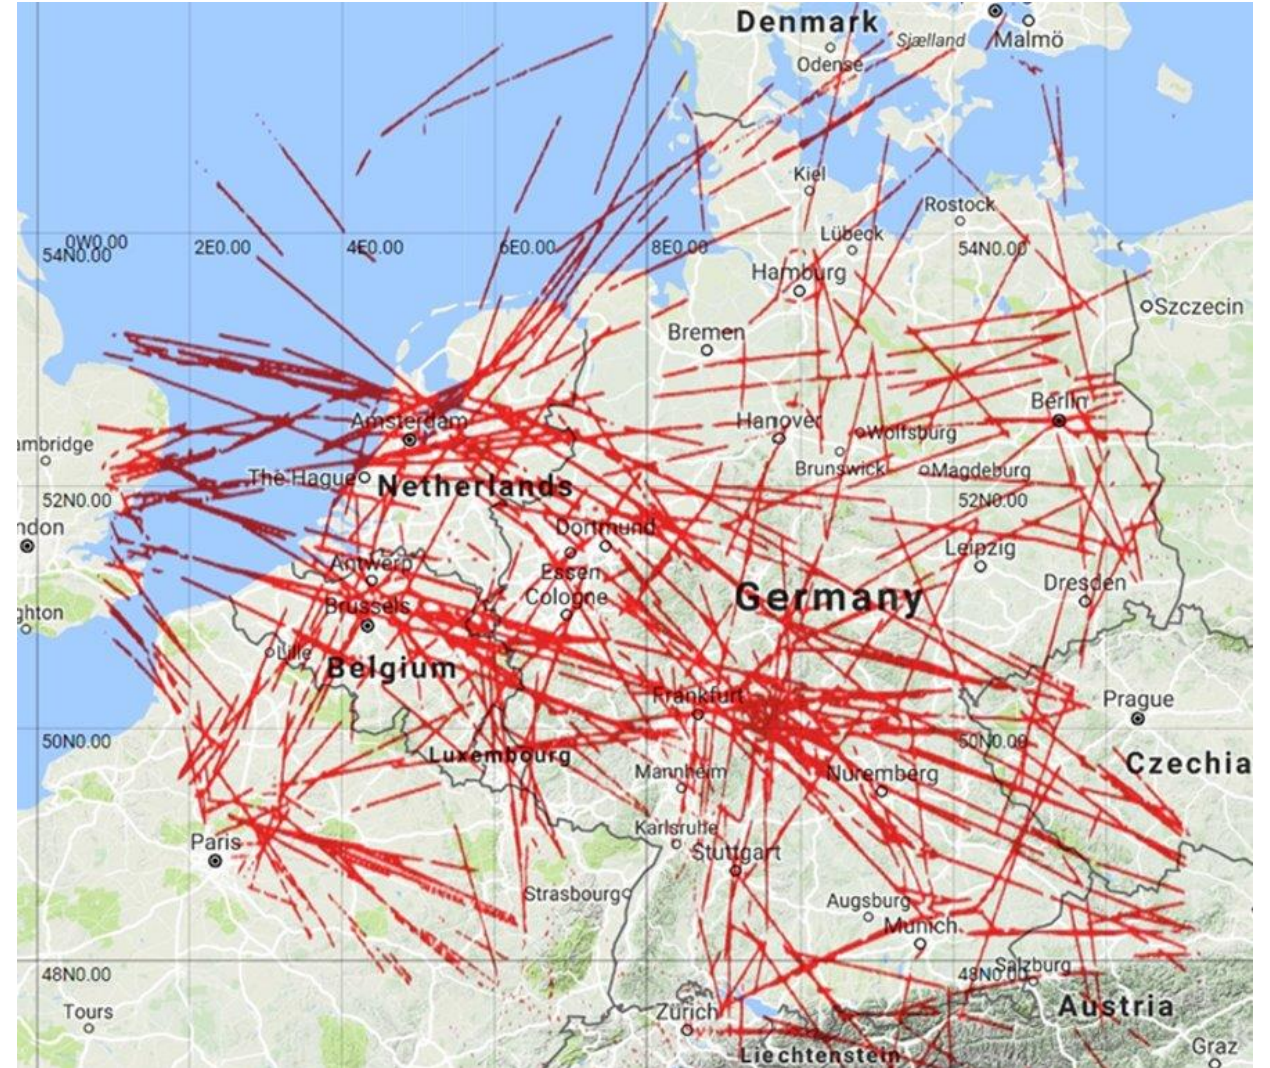 Denmark
Sjælland
Malmö
Odense
Kiel
Rostock
0W0.00
2E0.00
4E0.00
6E0.00
8E0.00
Lübeck
54N0.00
54N0.00
Hamburg
Szczecin
Bremen
Berlin
Amsterdam
Hanover
Wolfsburg
mbridge
Brunswick
Magdeburg
The Hague
Netherlands
52N0.00
52N0.00
ndon
Dortmund
Leipzig
Antwerp
Essen
Dresden
Cologne
Germany
Brussels
ghton
Lille
Belgium
Frankfurt
Prague
50N0.00
50N0.00
Luxembourg
Czechia
Mannheim
Nuremberg
Karlsruhe
Paris
Stuttgart
Strasbourg
Augsburg
Munich
48N0.00
48N0.00
Salzburg
Tours
Zürich
Austria
Graz
Liechtenstein